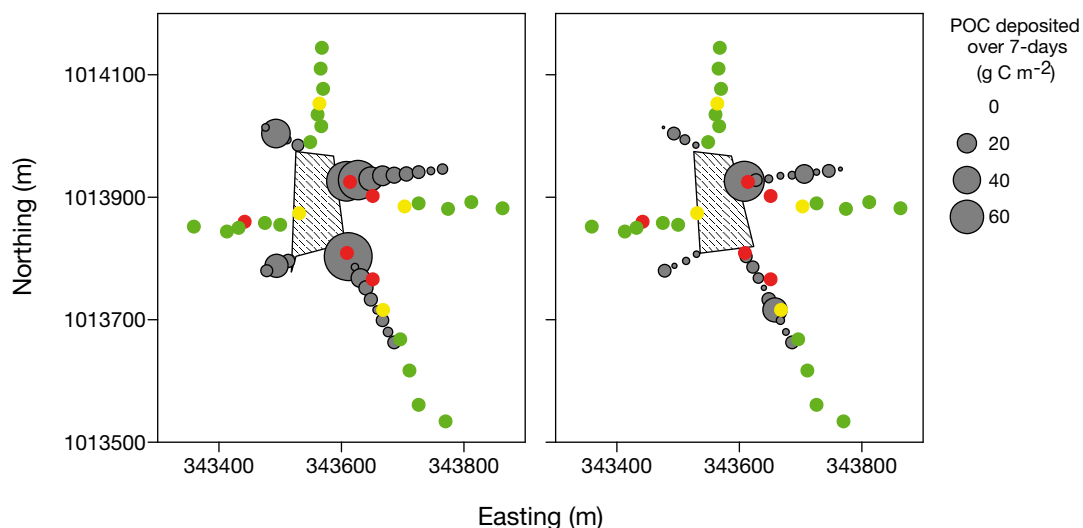 POC deposited
over 7-days
(g C m-2)
0
20
40
60
Northing (m)
1014100
1013900
1013700
1013500
343400 343600 343800 343400 343600 343800
Easting (m)